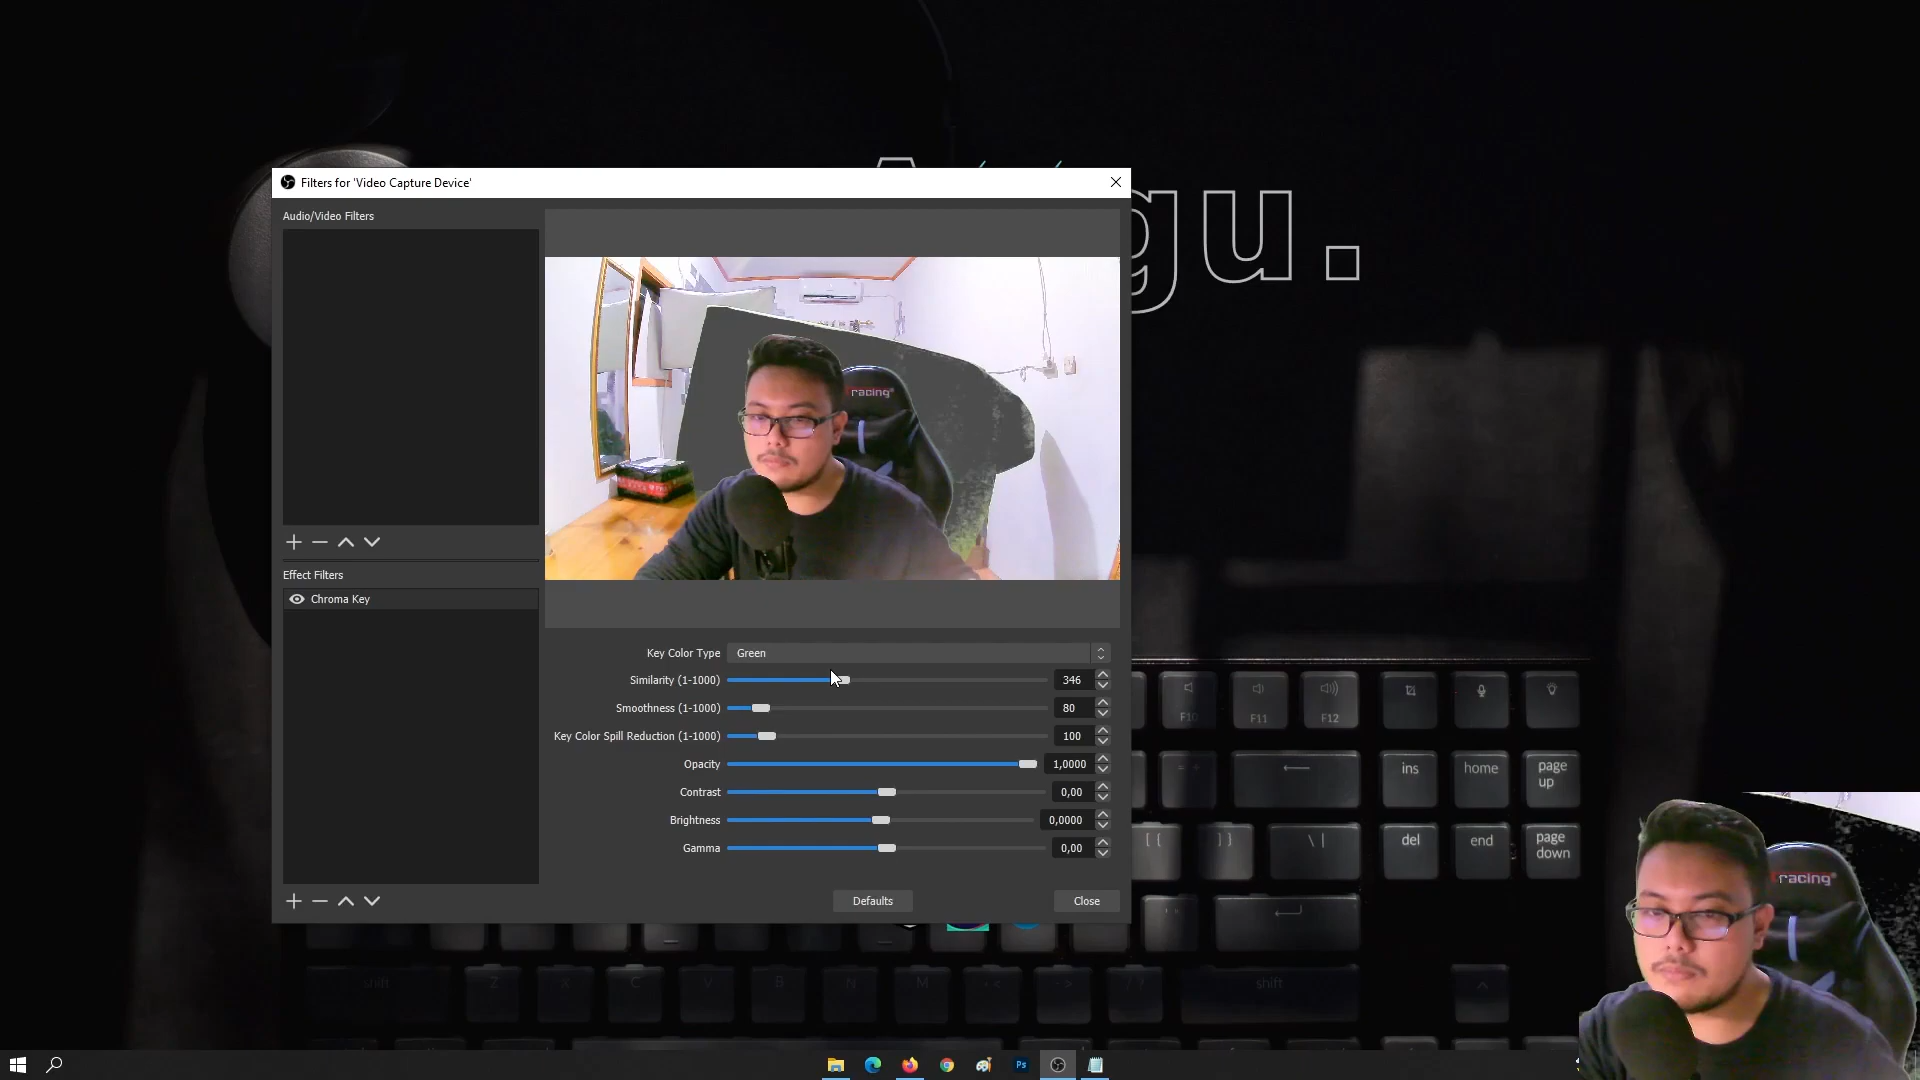 gu.
Filters for 'Video Capture Device'
Audio/Video Filters
racing
Effect Filters
Chroma Key
Key Color Type
Green
Similarity (1-1000)
346
Smoothness (1-1000)
80
Key Color Spill Reduction (1-1000)
100
Opacity
1,0000
Contrast
0,00
Brightness
0,0000
Gamma
0,00
Defaults
Close
F10
F11
F12
ins
home
page
up
del
end
page
down
[ {
] }
\ |
shift
Z
X
C
V
B
N
M
shift
racing
Ps